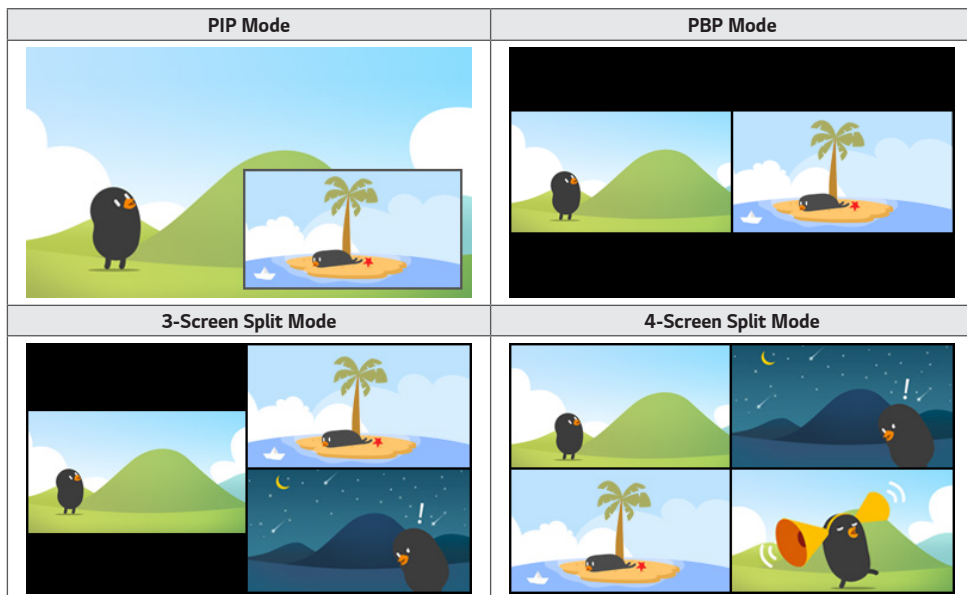 PIP Mode
PBP Mode
3-Screen Split Mode
4-Screen Split Mode